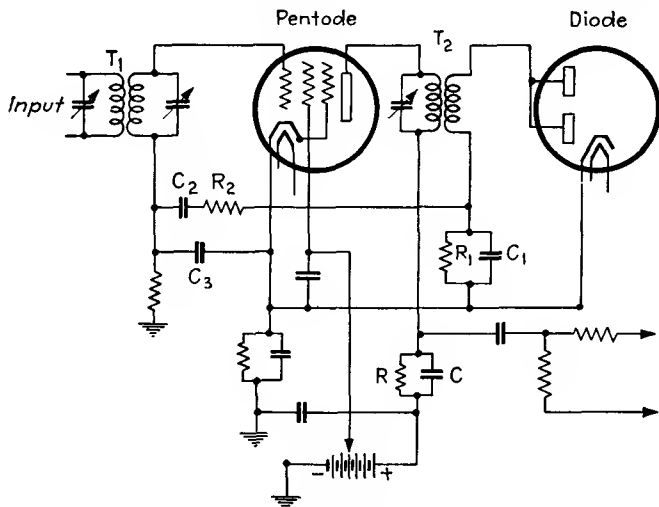 Pentode
Diode
T1
T2
Input
C2
R2
R1
C1
C3
R
C
- +